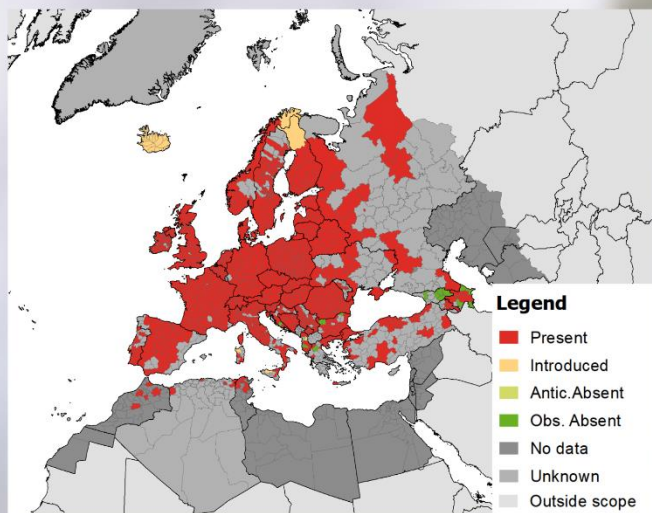 Legend
Present
Introduced
Antic.Absent
Obs. Absent
No data
Unknown
Outside scope